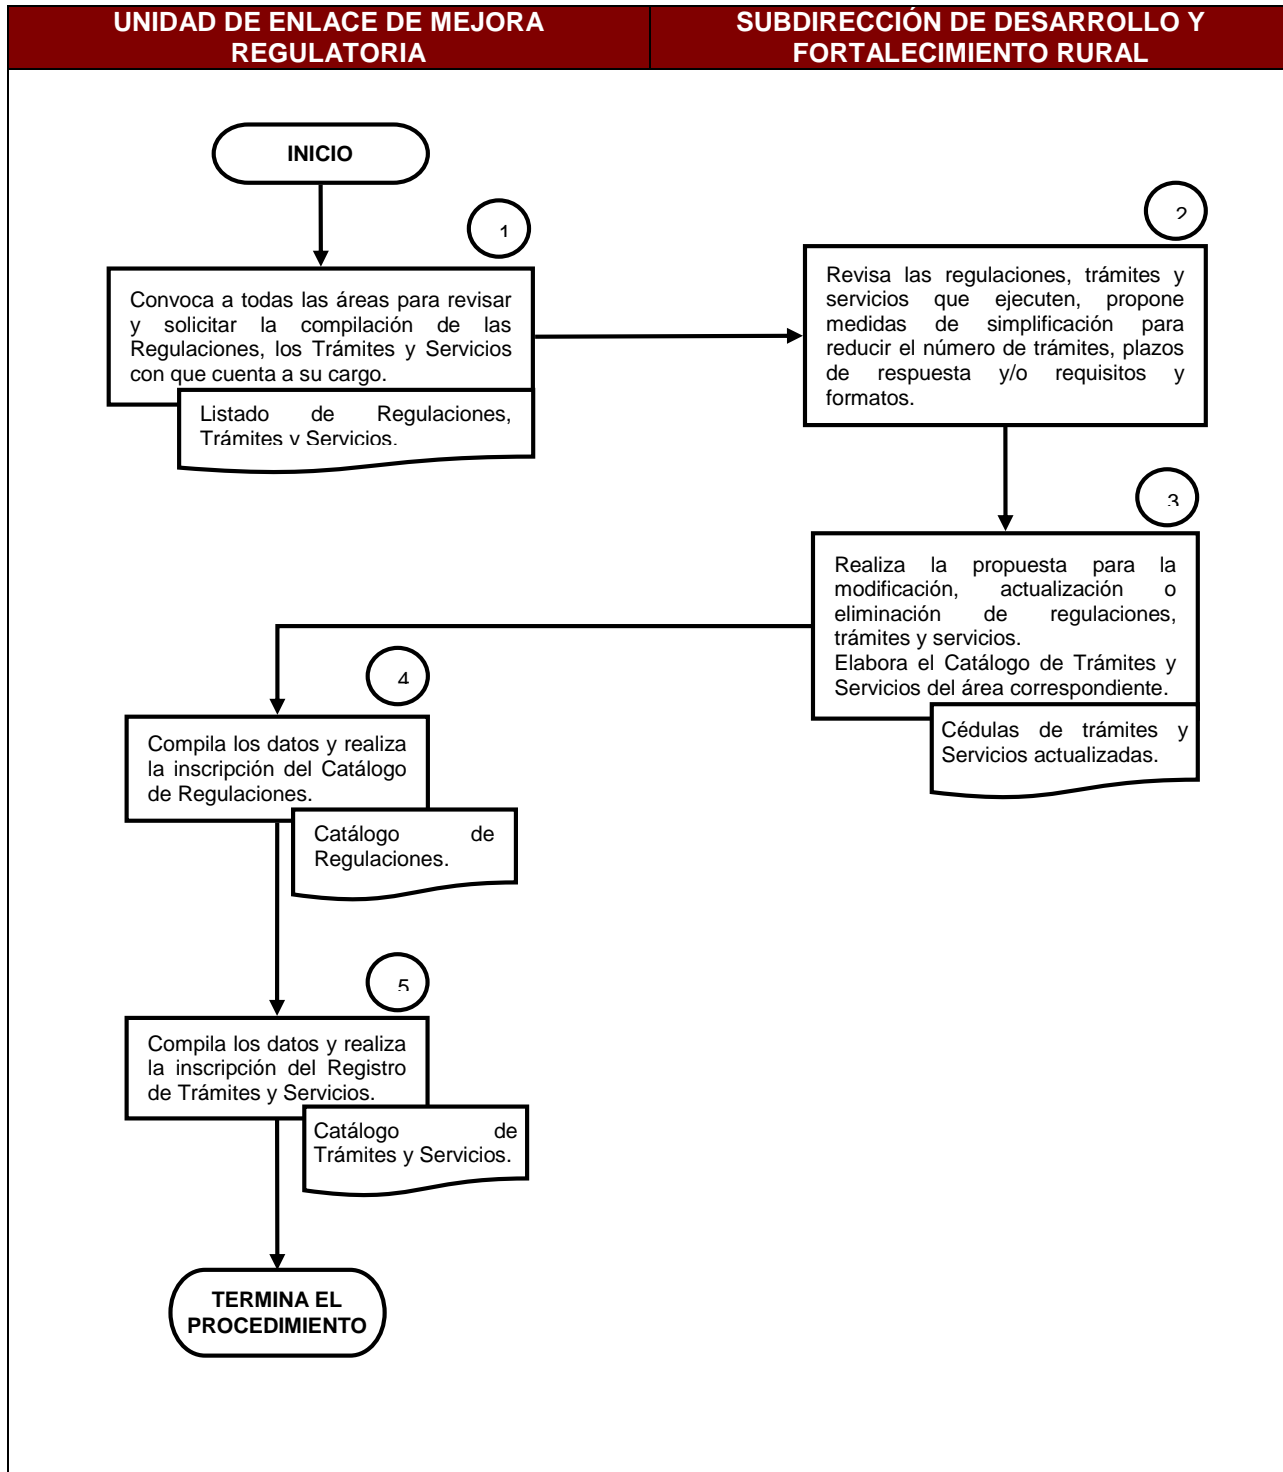 UNIDAD DE ENLACE DE MEJORA
REGULATORIA
SUBDIRECCIÓN DE DESARROLLO Y
FORTALECIMIENTO RURAL
INICIO
1
Convoca a todas las áreas para revisar
y solicitar la compilación de las
Regulaciones, los Trámites y Servicios
con que cuenta a su cargo.
Listado de Regulaciones,
Trámites y Servicios.
2
Revisa las regulaciones, trámites y
servicios que ejecuten, propone
medidas de simplificación para
reducir el número de trámites, plazos
de respuesta y/o requisitos y
formatos.
3
Realiza la propuesta para la
modificación, actualización o
eliminación de regulaciones,
trámites y servicios.
Elabora el Catálogo de Trámites y
Servicios del área correspondiente.
Cédulas de trámites y
Servicios actualizadas.
4
Compila los datos y realiza
la inscripción del Catálogo
de Regulaciones.
Catálogo de
Regulaciones.
5
Compila los datos y realiza
la inscripción del Registro
de Trámites y Servicios.
Catálogo de
Trámites y Servicios.
TERMINA EL
PROCEDIMIENTO